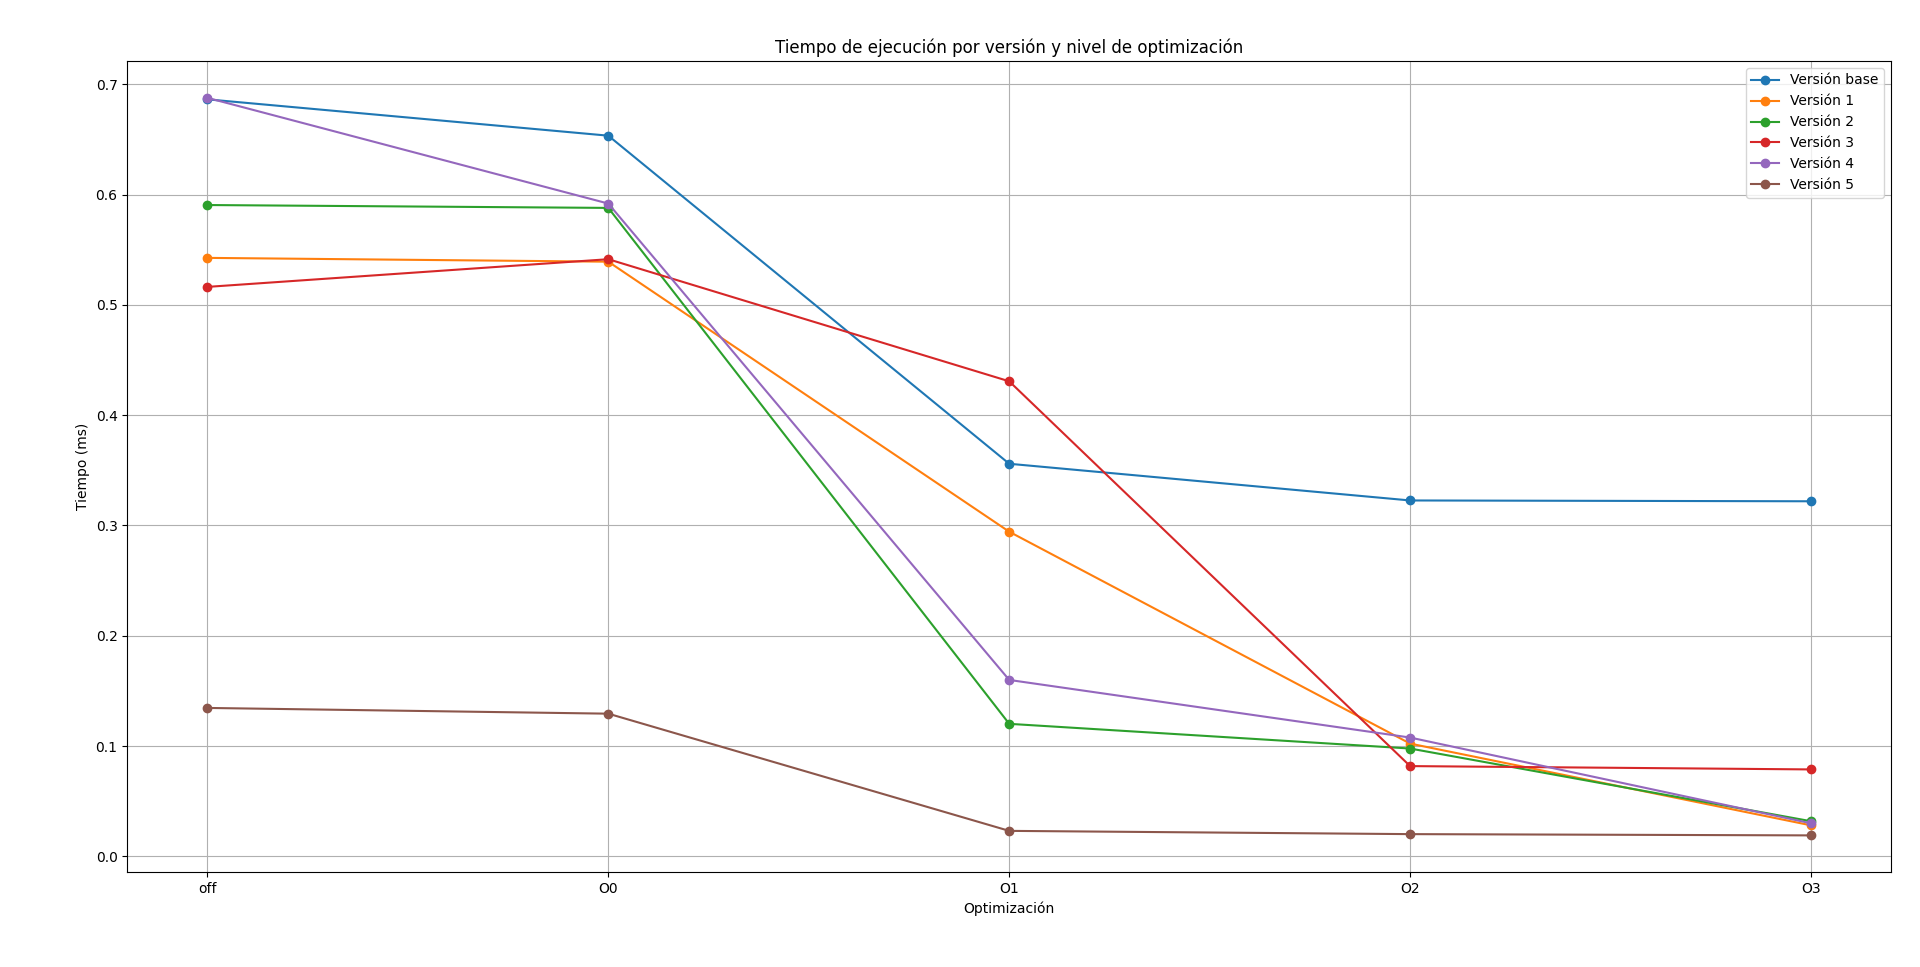 Tiempo de ejecución por versión y nivel de optimización
Versión base
Versión 1
Versión 2
Versión 3
Versión 4
Versión 5
0.7
0.6
0.5
0.4
0.3
0.2
0.1
0.0
Tiempo (ms)
off
O0
O1
O2
O3
Optimización